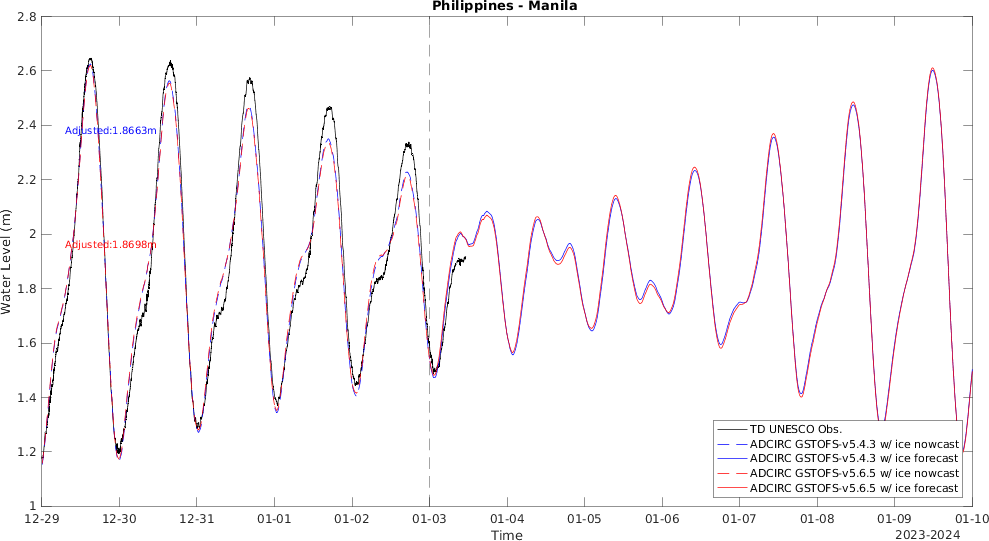 Philippines - Manila
2.8
2.6
2.4
2.2
2
1.8
1.6
1.4
1.2
1
Water Level (m)
Adjusted:1.8663m
Adjusted:1.8698m
TD UNESCO Obs.
ADCIRC GSTOFS-v5.4.3 w/ ice nowcast
ADCIRC GSTOFS-v5.4.3 w/ ice forecast
ADCIRC GSTOFS-v5.6.5 w/ ice nowcast
ADCIRC GSTOFS-v5.6.5 w/ ice forecast
12-29 12-30 12-31 01-01 01-02 01-03 01-04 01-05 01-06 01-07 01-08 01-09 01-10
Time
2023-2024